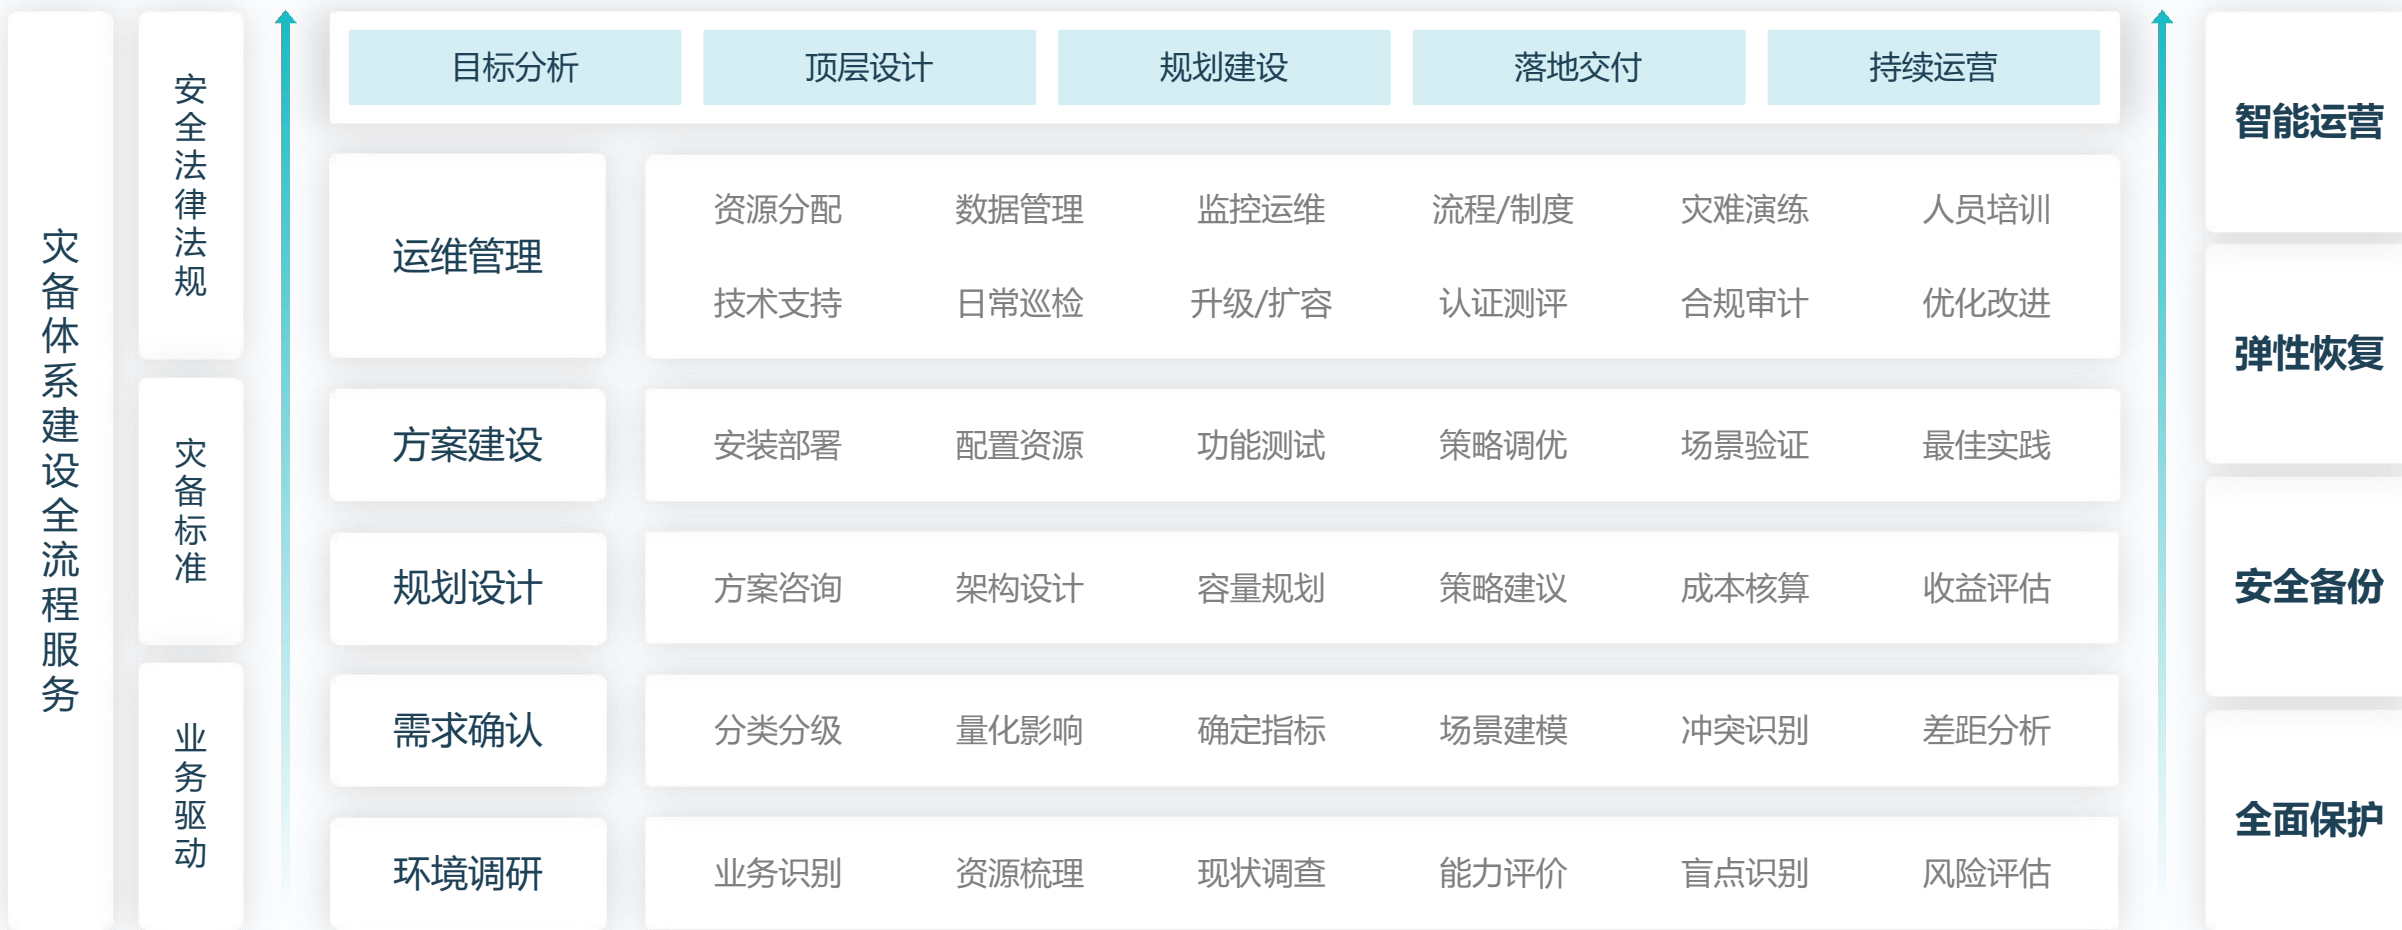 灾备体系建设全流程服务
安全法律法规
灾备标准
业务驱动
目标分析 顶层设计 规划建设 落地交付 持续运营
运维管理
资源分配 数据管理 监控运维 流程/制度 灾难演练 人员培训
技术支持 日常巡检 升级/扩容 认证测评 合规审计 优化改进
方案建设
安装部署 配置资源 功能测试 策略调优 场景验证 最佳实践
规划设计
方案咨询 架构设计 容量规划 策略建议 成本核算 收益评估
需求确认
分类分级 量化影响 确定指标 场景建模 冲突识别 差距分析
环境调研
业务识别 资源梳理 现状调查 能力评价 盲点识别 风险评估
智能运营
弹性恢复
安全备份
全面保护